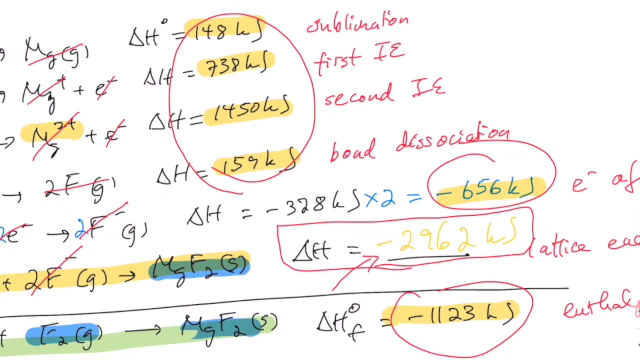 → Mg(g) ΔH° = 148 kJ sublimation
→ Mg⁺ + e⁻ ΔH = 738 kJ first IE
→ Mg²⁺ + e⁻ ΔH = 1450 kJ second IE
→ 2F(g) ΔH = 159 kJ bond dissociation
2e⁻ → 2F⁻(g) ΔH = -328 kJ ×2 = -656 kJ e⁻ af
+ 2F⁻(g) → MgF₂(s) ΔH = -2962 kJ lattice ene
+ F₂(g) → MgF₂(s) ΔH°f = -1123 kJ enthal